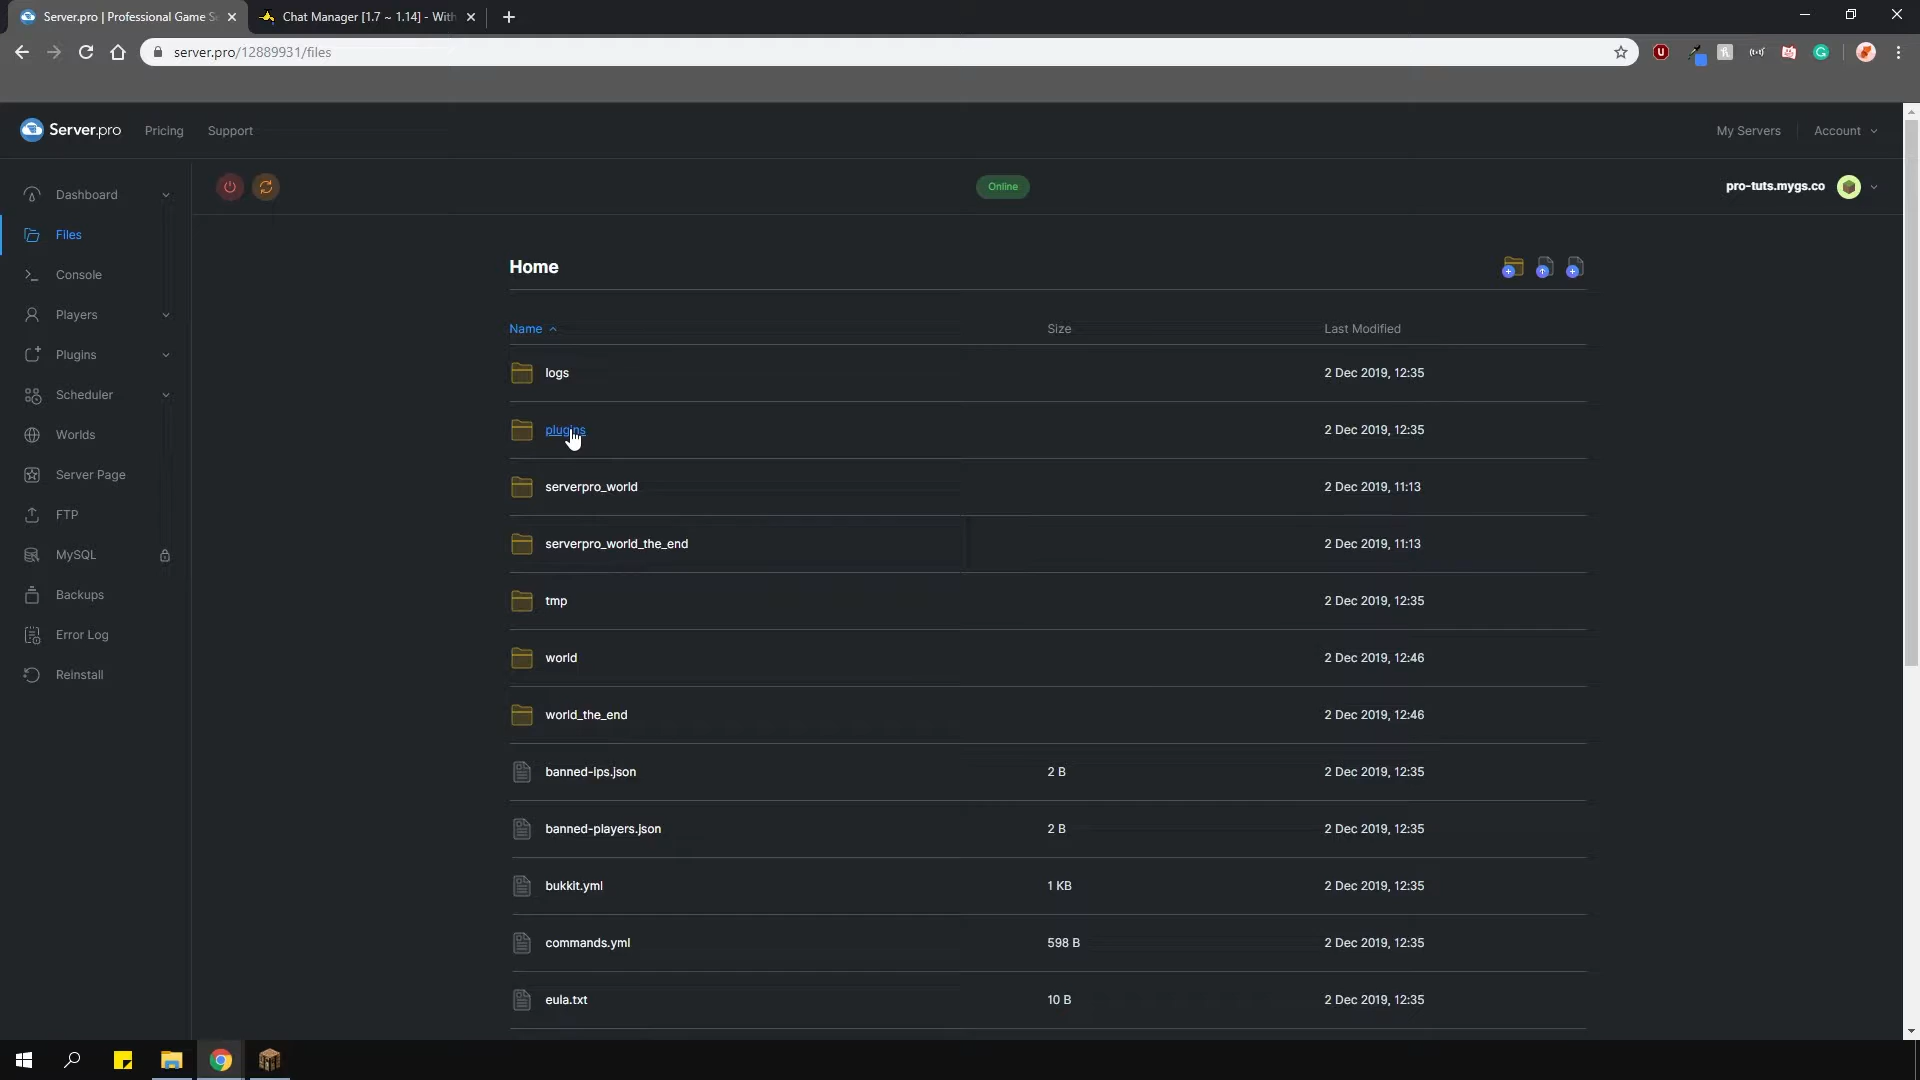 Server.pro | Professional Game S
Chat Manager [1.7 ~ 1.14] - With
server.pro/12889931/files
Server.pro
Pricing
Support
My Servers
Account
Dashboard
Online
pro-tuts.mygs.co
Files
Console
Players
Plugins
Scheduler
Worlds
Server Page
FTP
MySQL
Backups
Error Log
Reinstall
Home
Name
Size
Last Modified
logs
2 Dec 2019, 12:35
plugins
2 Dec 2019, 12:35
serverpro_world
2 Dec 2019, 11:13
serverpro_world_the_end
2 Dec 2019, 11:13
tmp
2 Dec 2019, 12:35
world
2 Dec 2019, 12:46
world_the_end
2 Dec 2019, 12:46
banned-ips.json
2 B
2 Dec 2019, 12:35
banned-players.json
2 B
2 Dec 2019, 12:35
bukkit.yml
1 KB
2 Dec 2019, 12:35
commands.yml
598 B
2 Dec 2019, 12:35
eula.txt
10 B
2 Dec 2019, 12:35